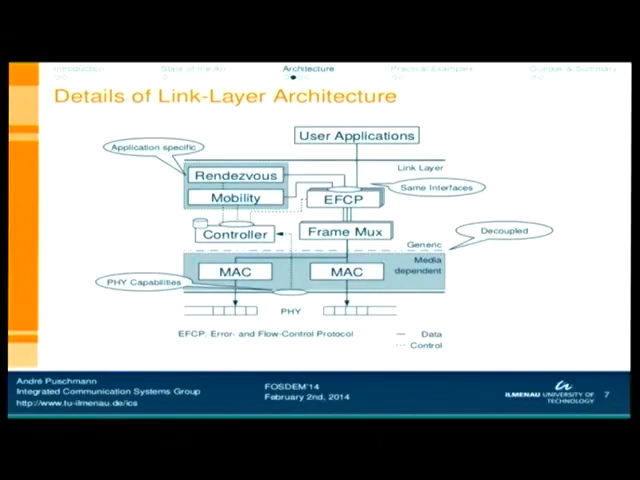 Introduction
State of the Art
Architecture
Practical Examples
Outlook & Summary
Details of Link-Layer Architecture
User Applications
Application specific
Link Layer
Rendezvous
Same Interfaces
Mobility
EFCP
Controller
Frame Mux
Decoupled
Generic
Media
dependent
MAC
MAC
PHY Capabilities
PHY
EFCP: Error- and Flow-Control Protocol
Data
Control
André Puschmann
Integrated Communication Systems Group
http://www.tu-ilmenau.de/ics
FOSDEM'14
February 2nd, 2014
ILMENAU UNIVERSITY OF
TECHNOLOGY
7